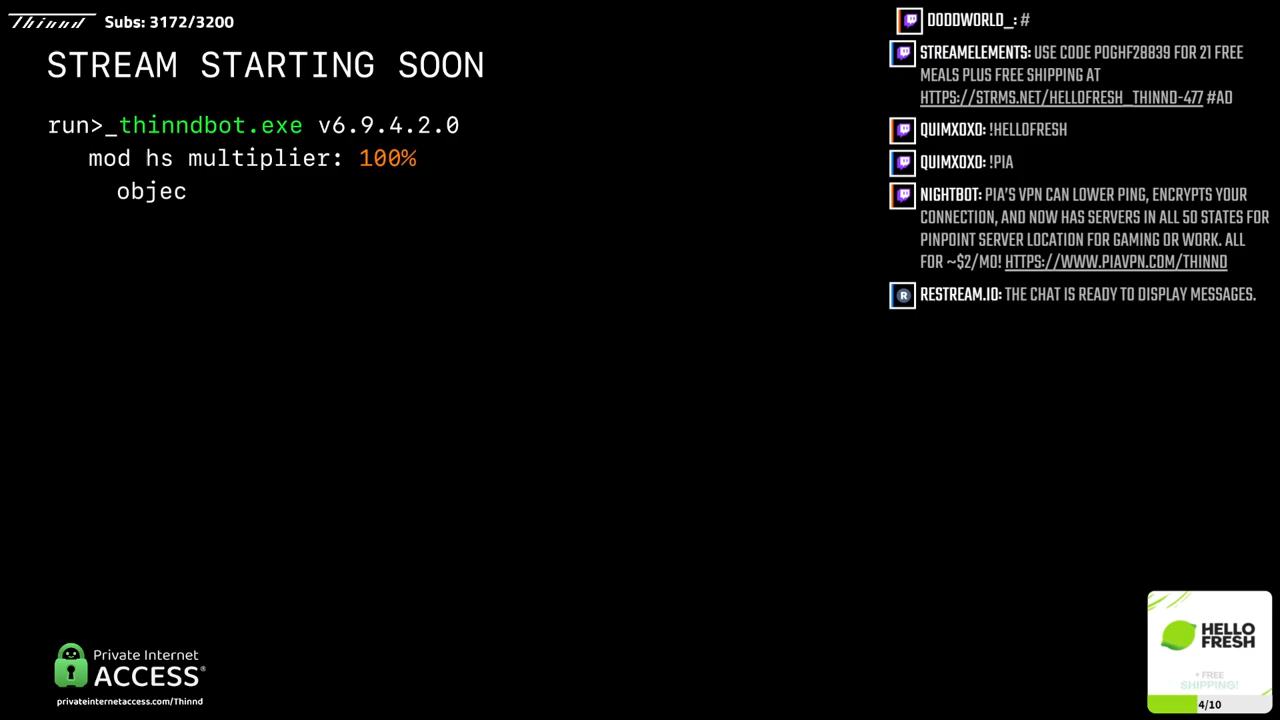 Thinnd Subs: 3172/3200
STREAM STARTING SOON
run>_thinndbot.exe v6.9.4.2.0
mod hs multiplier: 100%
objec
DODDWORLD_: #
STREAMELEMENTS: USE CODE POGHF28839 FOR 21 FREE
MEALS PLUS FREE SHIPPING AT
HTTPS://STRMS.NET/HELLOFRESH_THINND-477 #AD
QUIMXOXO: !HELLOFRESH
QUIMXOXO: !PIA
NIGHTBOT: PIA'S VPN CAN LOWER PING, ENCRYPTS YOUR
CONNECTION, AND NOW HAS SERVERS IN ALL 50 STATES FOR
PINPOINT SERVER LOCATION FOR GAMING OR WORK. ALL
FOR ~$2/MO! HTTPS://WWW.PIAVPN.COM/THINND
R RESTREAM.IO: THE CHAT IS READY TO DISPLAY MESSAGES.
Private Internet
ACCESS®
privateinternetaccess.com/Thinnd
HELLO
FRESH
+ FREE
SHIPPING!
4/10